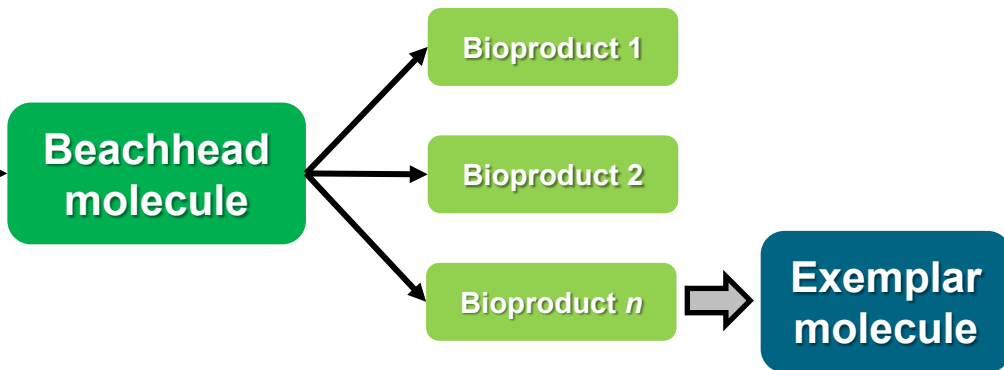 Bioproduct 1
Beachhead
molecule
Bioproduct 2
Bioproduct n
Exemplar
molecule